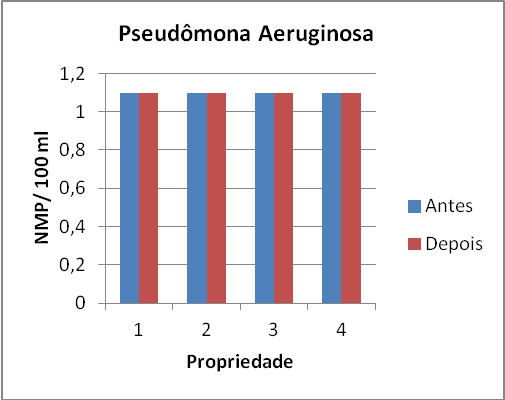 Pseudômona Aeruginosa
NMP/ 100 ml
1,2
1
0,8
0,6
0,4
0,2
0
1 2 3 4
Propriedade
Antes
Depois